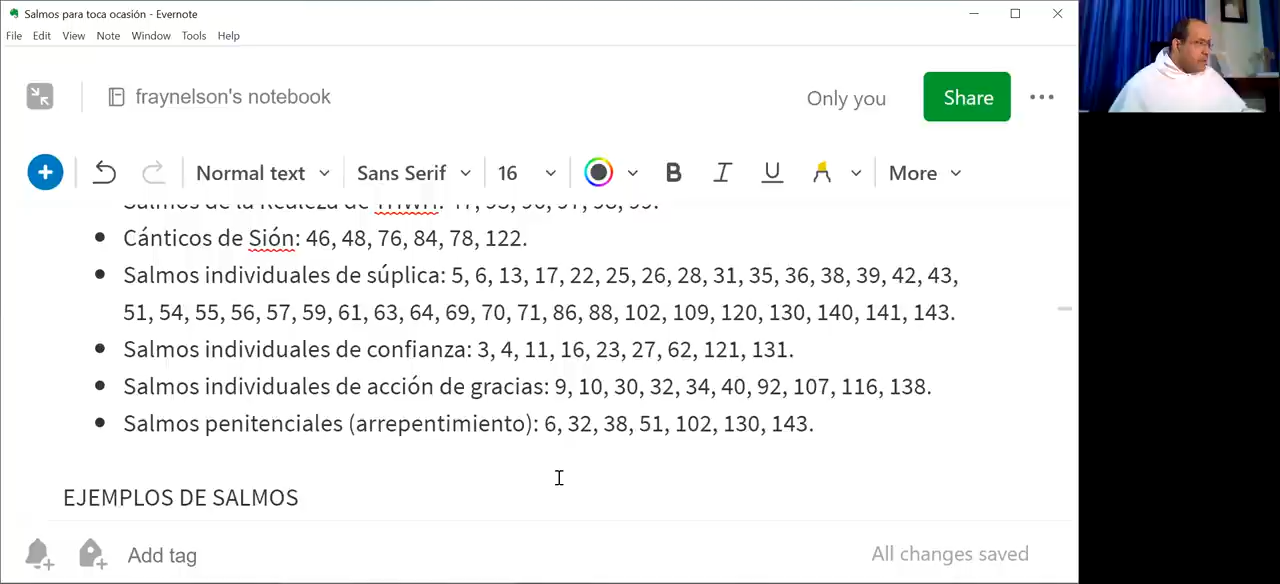 Salmos para toca ocasión - Evernote
File Edit View Note Window Tools Help
fraynelson's notebook
Only you
Share
Normal text
Sans Serif
16
B
I
U
More
Salmos de la Realeza de
Cánticos de Sión: 46, 48, 76, 84, 78, 122.
Salmos individuales de súplica: 5, 6, 13, 17, 22, 25, 26, 28, 31, 35, 36, 38, 39, 42, 43,
51, 54, 55, 56, 57, 59, 61, 63, 64, 69, 70, 71, 86, 88, 102, 109, 120, 130, 140, 141, 143.
Salmos individuales de confianza: 3, 4, 11, 16, 23, 27, 62, 121, 131.
Salmos individuales de acción de gracias: 9, 10, 30, 32, 34, 40, 92, 107, 116, 138.
Salmos penitenciales (arrepentimiento): 6, 32, 38, 51, 102, 130, 143.
EJEMPLOS DE SALMOS
Add tag
All changes saved